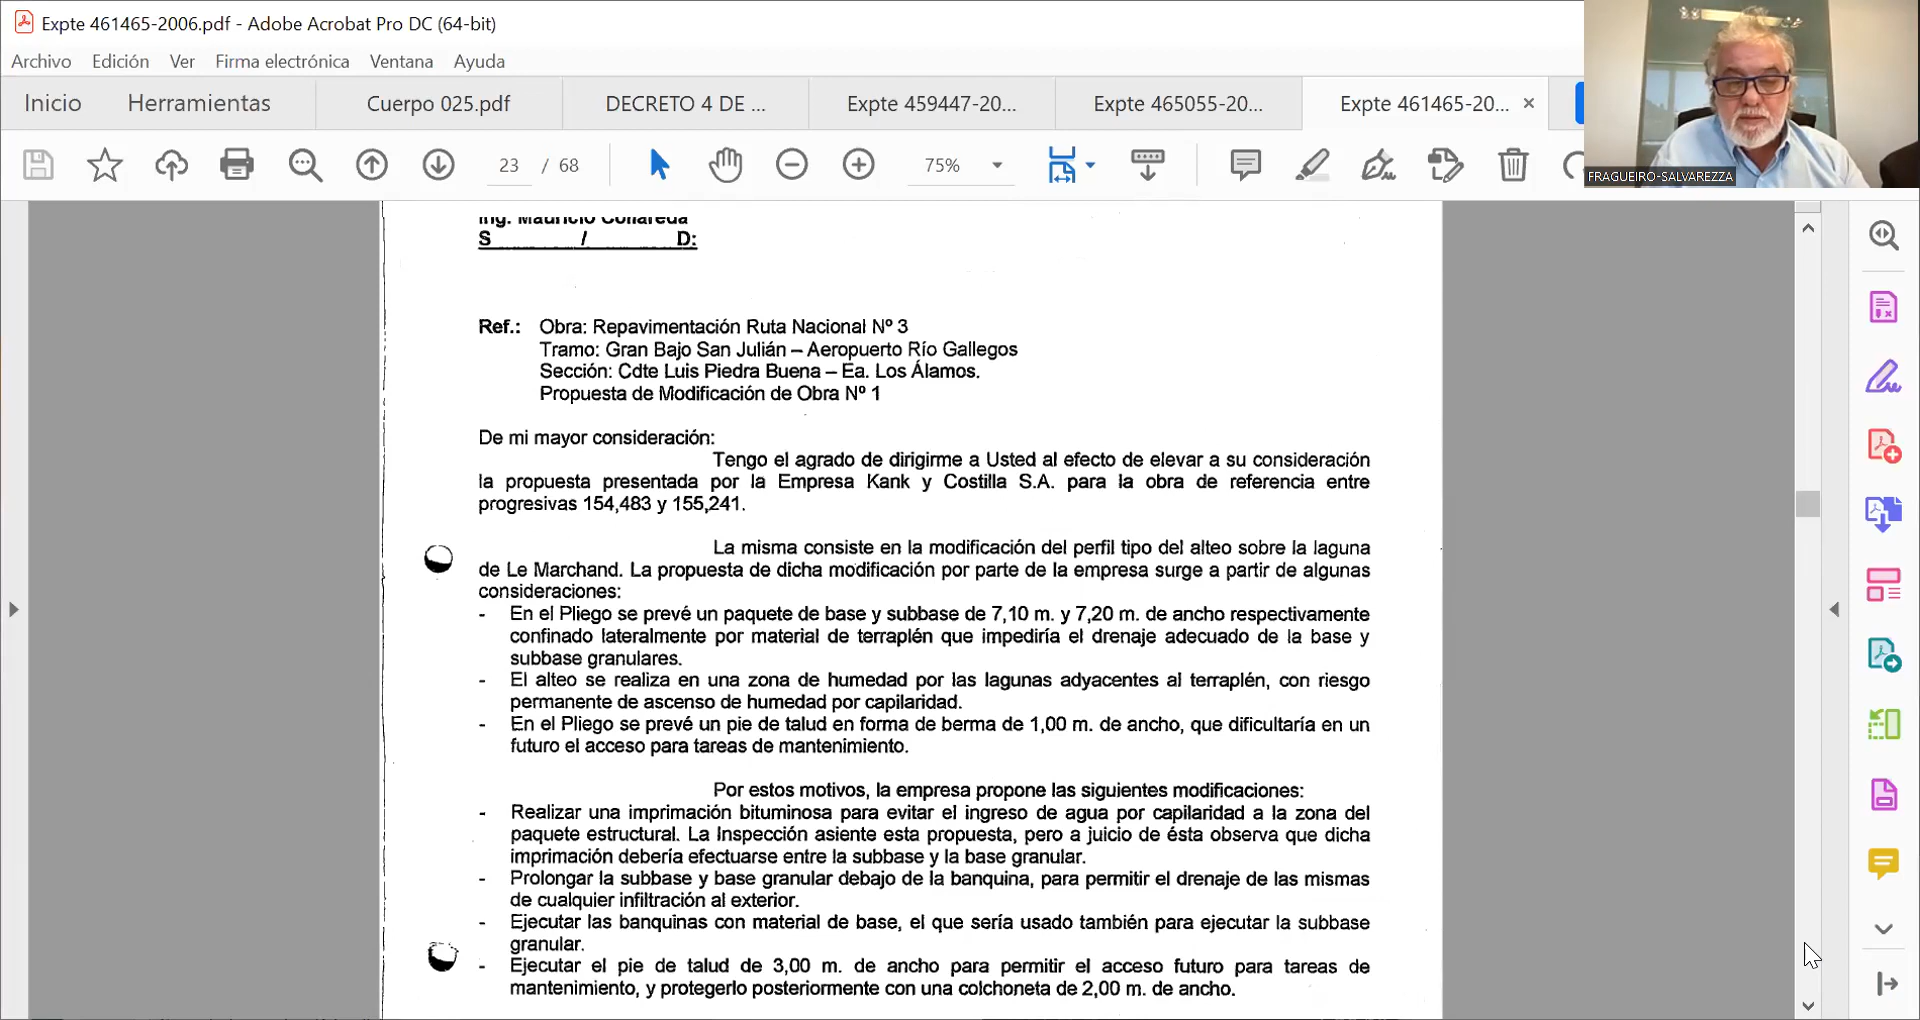 Expte 461465-2006.pdf - Adobe Acrobat Pro DC (64-bit)
Archivo Edición Ver Firma electrónica Ventana Ayuda
Inicio Herramientas Cuerpo 025.pdf DECRETO 4 DE ... Expte 459447-20... Expte 465055-20... Expte 461465-20... ×
23 / 68 75%
FRAGUEIRO-SALVAREZZA
Ing. Mauricio Collareda
S / D:
Ref.: Obra: Repavimentación Ruta Nacional Nº 3
Tramo: Gran Bajo San Julián – Aeropuerto Río Gallegos
Sección: Cdte Luis Piedra Buena – Ea. Los Álamos.
Propuesta de Modificación de Obra Nº 1
De mi mayor consideración:
Tengo el agrado de dirigirme a Usted al efecto de elevar a su consideración
la propuesta presentada por la Empresa Kank y Costilla S.A. para la obra de referencia entre
progresivas 154,483 y 155,241.
La misma consiste en la modificación del perfil tipo del alteo sobre la laguna
de Le Marchand. La propuesta de dicha modificación por parte de la empresa surge a partir de algunas
consideraciones:
- En el Pliego se prevé un paquete de base y subbase de 7,10 m. y 7,20 m. de ancho respectivamente
confinado lateralmente por material de terraplén que impediría el drenaje adecuado de la base y
subbase granulares.
- El alteo se realiza en una zona de humedad por las lagunas adyacentes al terraplén, con riesgo
permanente de ascenso de humedad por capilaridad.
- En el Pliego se prevé un pie de talud en forma de berma de 1,00 m. de ancho, que dificultaría en un
futuro el acceso para tareas de mantenimiento.
Por estos motivos, la empresa propone las siguientes modificaciones:
- Realizar una imprimación bituminosa para evitar el ingreso de agua por capilaridad a la zona del
paquete estructural. La Inspección asiente esta propuesta, pero a juicio de ésta observa que dicha
imprimación debería efectuarse entre la subbase y la base granular.
- Prolongar la subbase y base granular debajo de la banquina, para permitir el drenaje de las mismas
de cualquier infiltración al exterior.
- Ejecutar las banquinas con material de base, el que sería usado también para ejecutar la subbase
granular.
- Ejecutar el pie de talud de 3,00 m. de ancho para permitir el acceso futuro para tareas de
mantenimiento, y protegerlo posteriormente con una colchoneta de 2,00 m. de ancho.